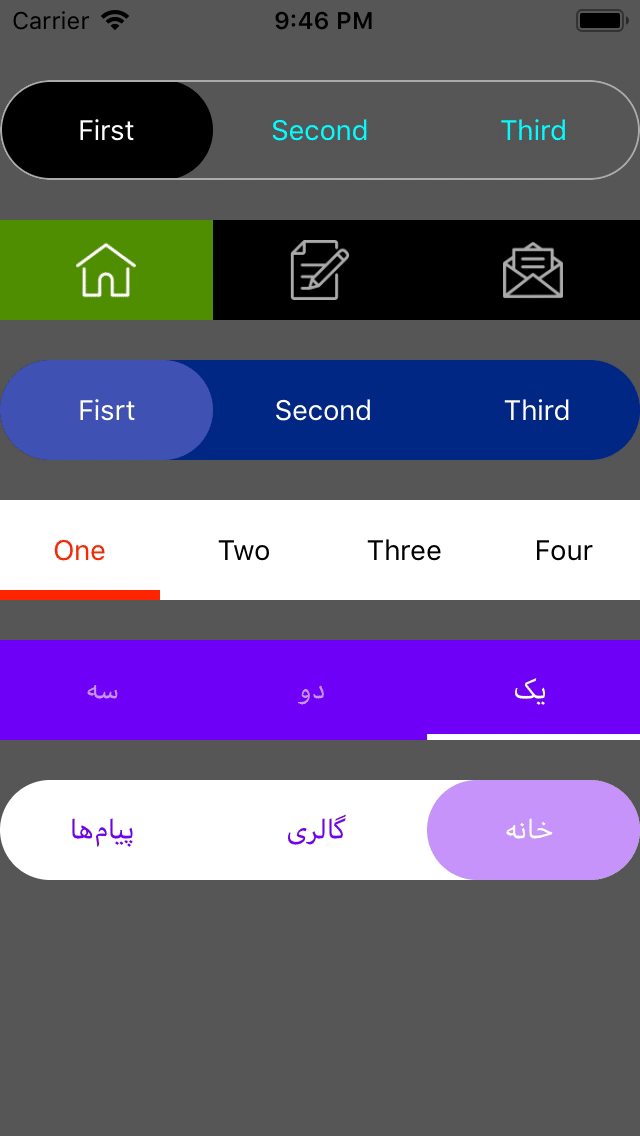 Carrier 9:46 PM
First Second Third
Fisrt Second Third
One Two Three Four
یک دو سه
خانه گالری پیام‌ها